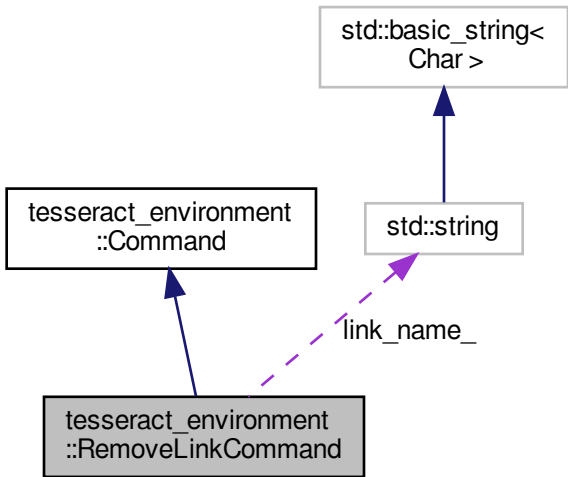 std::basic_string<
Char >
tesseract_environment
::Command
std::string
link_name_
tesseract_environment
::RemoveLinkCommand